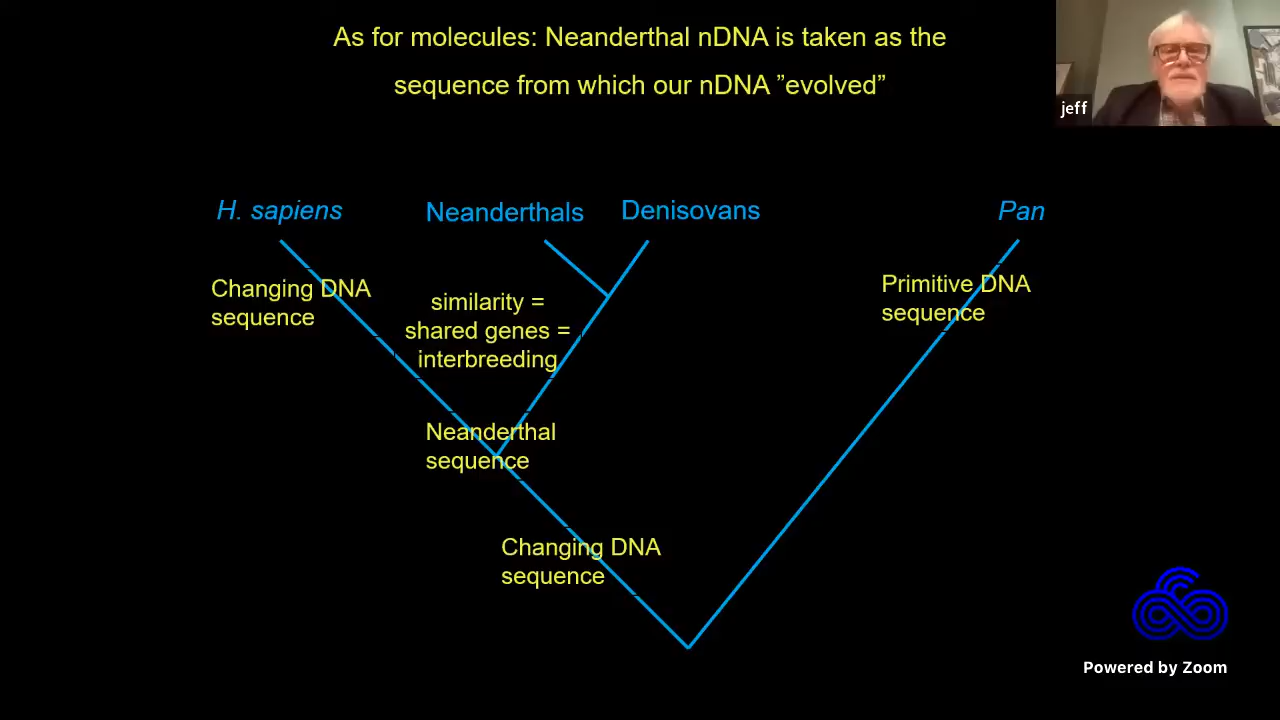 As for molecules: Neanderthal nDNA is taken as the
sequence from which our nDNA ”evolved”
jeff
H. sapiens
Neanderthals
Denisovans
Pan
Changing DNA
sequence
similarity =
shared genes =
interbreeding
Primitive DNA
sequence
Neanderthal
sequence
Changing DNA
sequence
Powered by Zoom